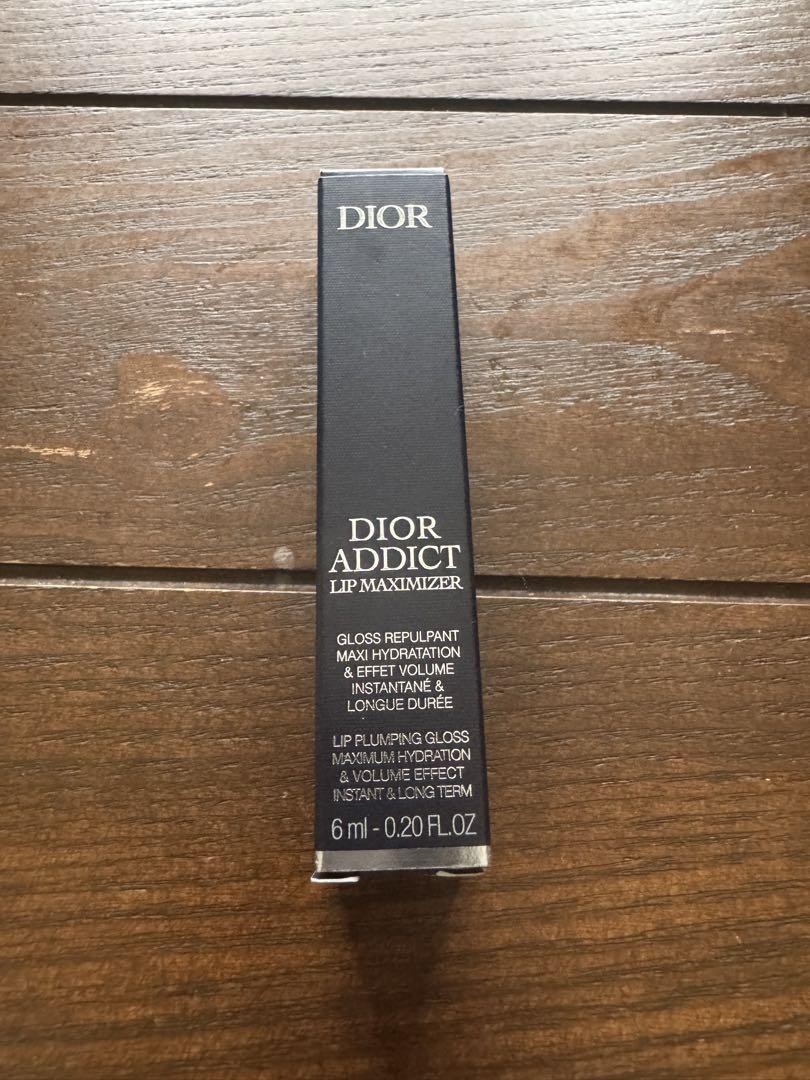 DIOR
DIOR
ADDICT
LIP MAXIMIZER
GLOSS REPULPANT
MAXI HYDRATATION
& EFFET VOLUME
INSTANTANÉ &
LONGUE DURÉE
LIP PLUMPING GLOSS
MAXIMUM HYDRATION
& VOLUME EFFECT
INSTANT & LONG TERM
6 ml - 0.20 FL.OZ